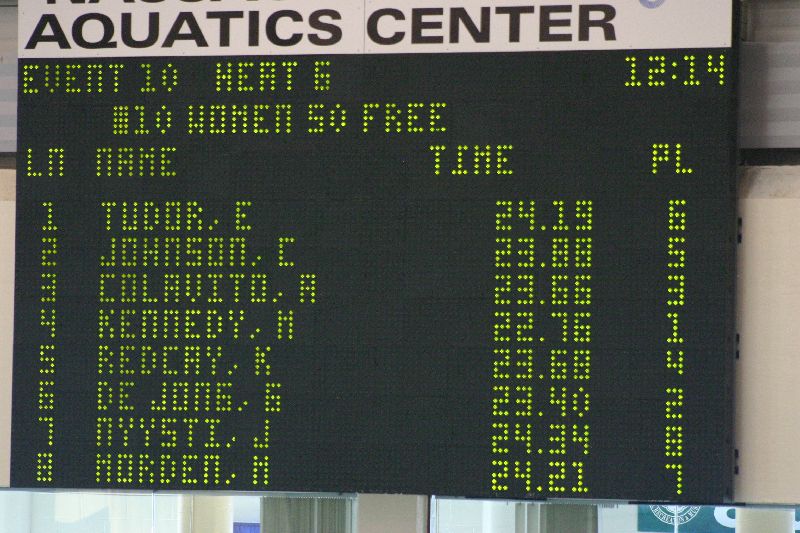 AQUATICS CENTER
EVENT 10 HEAT 6 12:14
#10 WOMEN 50 FREE
LN NAME TIME PL
1 TUDOR, E 24.19 6
2 JOHNSON, C 23.88 5
3 COLAVITO, A 23.66 3
4 KENNEDY, M 22.76 1
5 REDCAY, K 23.68 4
6 DE JONG, G 23.40 2
7 NYYSTI, J 24.34 8
8 NORDEN, A 24.21 7